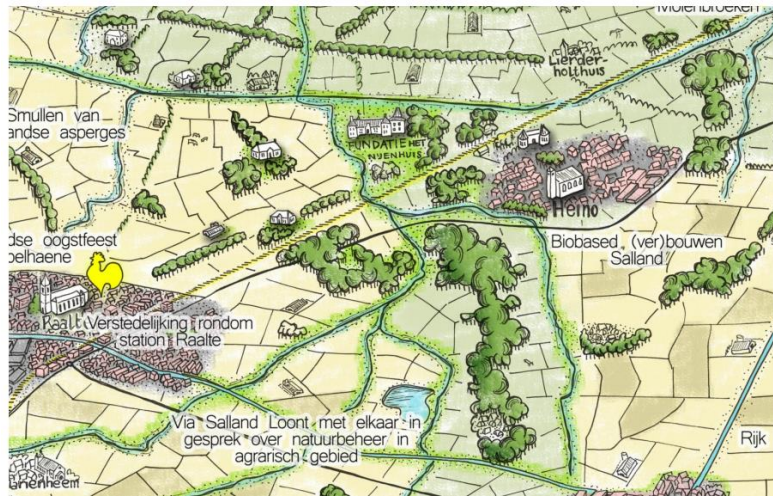 Molenbroeken
Lierder-
holthuis
Smullen van
andse asperges
FUNDATIE HET
NIJENHUIS
Heino
dse oogstfeest
pelhaene
Biobased (ver)bouwen
Salland
Raalt
Verstedelijking rondom
station Raalte
Via Salland Loont met elkaar in
gesprek over natuurbeheer in
agrarisch gebied
Rijk